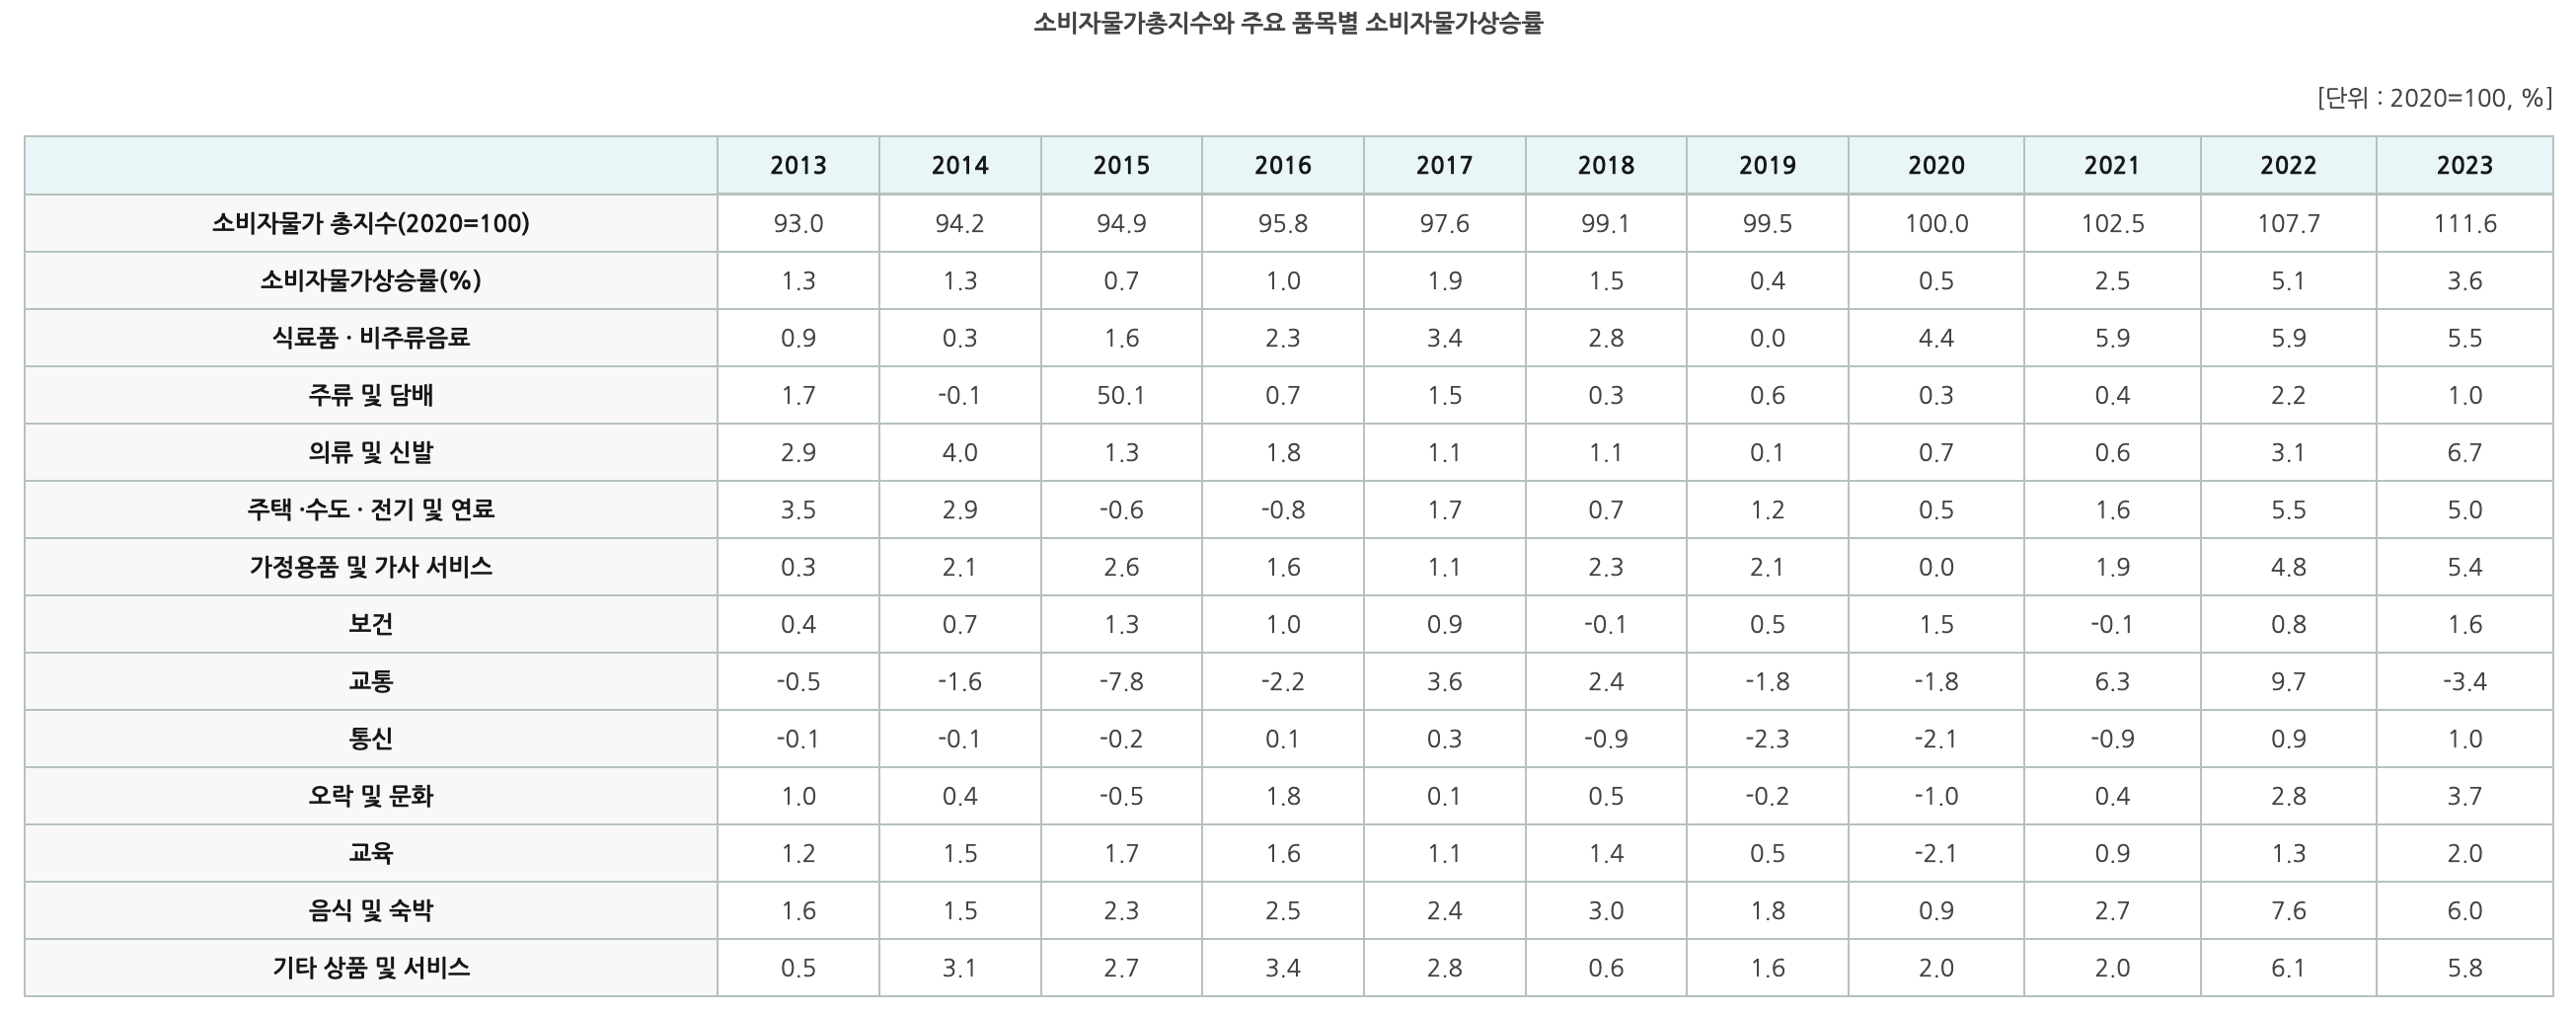 소비자물가총지수와 주요 품목별 소비자물가상승률
[단위 : 2020=100, %]
2013 2014 2015 2016 2017 2018 2019 2020 2021 2022 2023
소비자물가 총지수(2020=100) 93.0 94.2 94.9 95.8 97.6 99.1 99.5 100.0 102.5 107.7 111.6
소비자물가상승률(%) 1.3 1.3 0.7 1.0 1.9 1.5 0.4 0.5 2.5 5.1 3.6
식료품 · 비주류음료 0.9 0.3 1.6 2.3 3.4 2.8 0.0 4.4 5.9 5.9 5.5
주류 및 담배 1.7 -0.1 50.1 0.7 1.5 0.3 0.6 0.3 0.4 2.2 1.0
의류 및 신발 2.9 4.0 1.3 1.8 1.1 1.1 0.1 0.7 0.6 3.1 6.7
주택 ·수도 · 전기 및 연료 3.5 2.9 -0.6 -0.8 1.7 0.7 1.2 0.5 1.6 5.5 5.0
가정용품 및 가사 서비스 0.3 2.1 2.6 1.6 1.1 2.3 2.1 0.0 1.9 4.8 5.4
보건 0.4 0.7 1.3 1.0 0.9 -0.1 0.5 1.5 -0.1 0.8 1.6
교통 -0.5 -1.6 -7.8 -2.2 3.6 2.4 -1.8 -1.8 6.3 9.7 -3.4
통신 -0.1 -0.1 -0.2 0.1 0.3 -0.9 -2.3 -2.1 -0.9 0.9 1.0
오락 및 문화 1.0 0.4 -0.5 1.8 0.1 0.5 -0.2 -1.0 0.4 2.8 3.7
교육 1.2 1.5 1.7 1.6 1.1 1.4 0.5 -2.1 0.9 1.3 2.0
음식 및 숙박 1.6 1.5 2.3 2.5 2.4 3.0 1.8 0.9 2.7 7.6 6.0
기타 상품 및 서비스 0.5 3.1 2.7 3.4 2.8 0.6 1.6 2.0 2.0 6.1 5.8